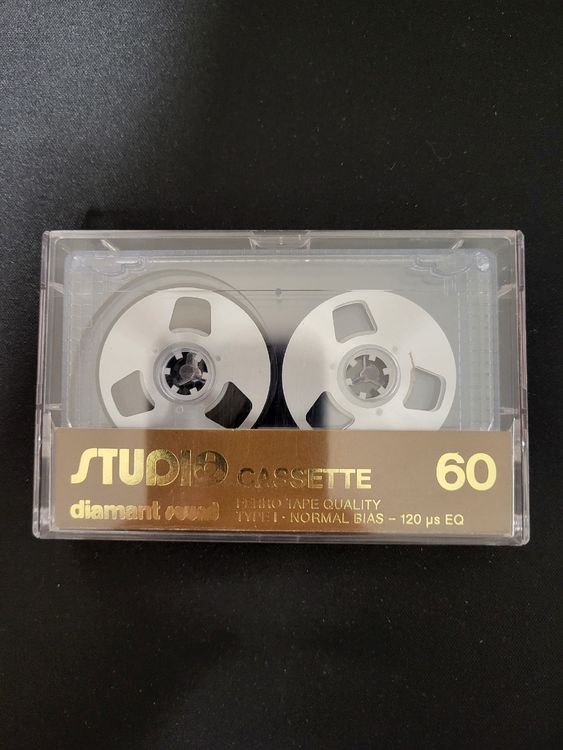 STUDIO CASSETTE 60
diamant sound
FERRO TAPE QUALITY
TYPE I · NORMAL BIAS – 120 µs EQ